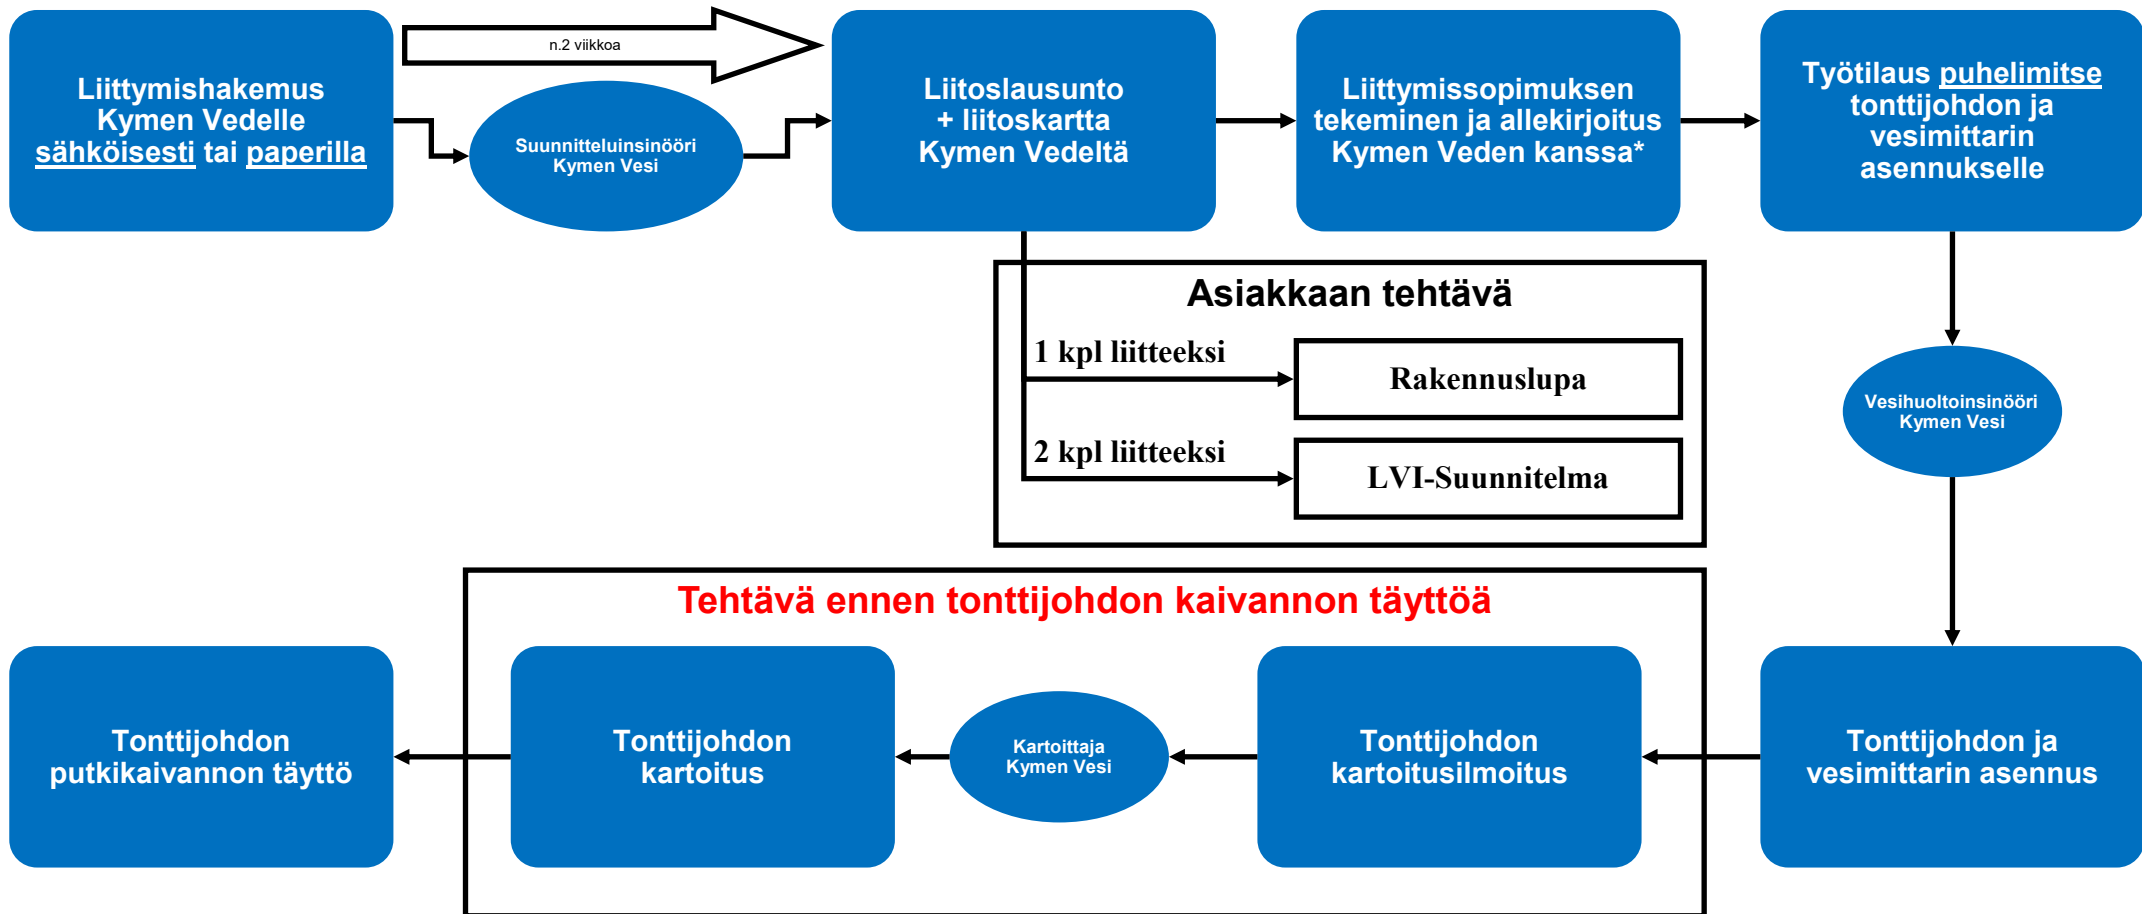 Liittymishakemus
Kymen Vedelle
sähköisesti tai paperilla
n.2 viikkoa
Suunnitteluinsinööri
Kymen Vesi
Liitoslausunto
+ liitoskartta
Kymen Vedeltä
Liittymissopimuksen
tekeminen ja allekirjoitus
Kymen Veden kanssa*
Työtilaus puhelimitse
tonttijohdon ja
vesimittarin
asennukselle
Asiakkaan tehtävä
1 kpl liitteeksi
Rakennuslupa
2 kpl liitteeksi
LVI-Suunnitelma
Vesihuoltoinsinööri
Kymen Vesi
Tehtävä ennen tonttijohdon kaivannon täyttöä
Tonttijohdon
putkikaivannon täyttö
Tonttijohdon
kartoitus
Kartoittaja
Kymen Vesi
Tonttijohdon
kartoitusilmoitus
Tonttijohdon ja
vesimittarin asennus